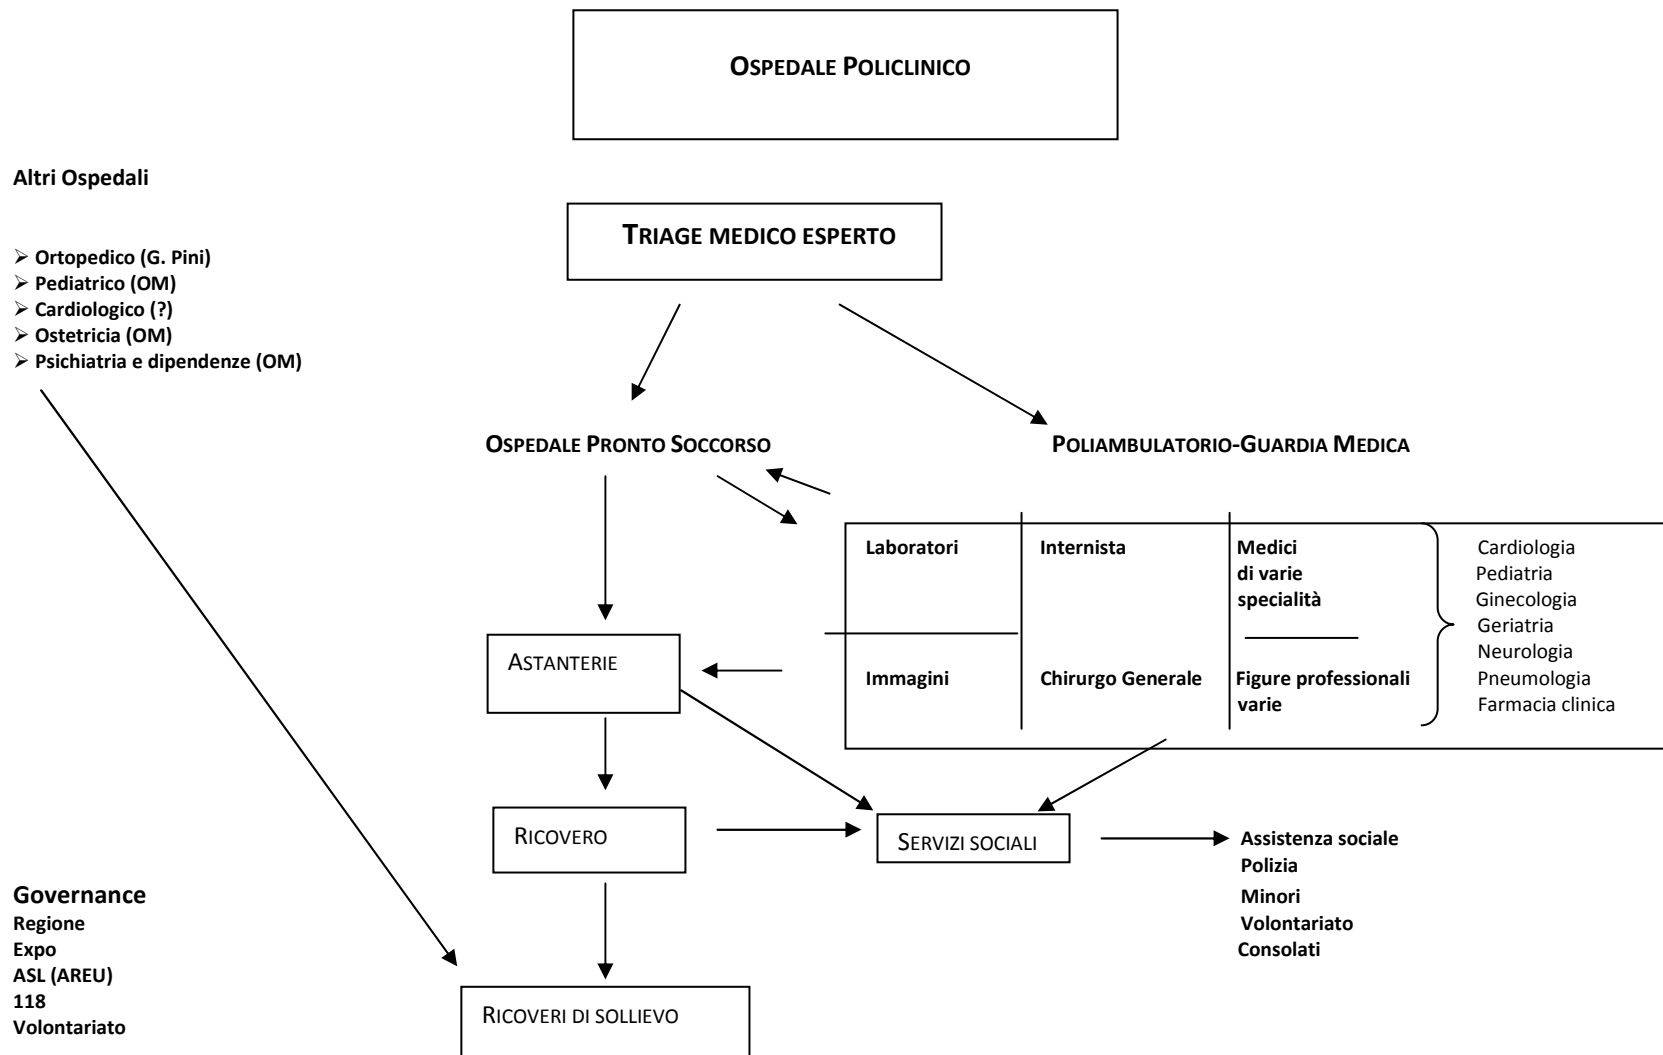 OSPEDALE POLICLINICO
Altri Ospedali
TRIAGE MEDICO ESPERTO
➢ Ortopedico (G. Pini)
➢ Pediatrico (OM)
➢ Cardiologico (?)
➢ Ostetricia (OM)
➢ Psichiatria e dipendenze (OM)
OSPEDALE PRONTO SOCCORSO
POLIAMBULATORIO-GUARDIA MEDICA
Laboratori
Internista
Medici
di varie
specialità
Immagini
Chirurgo Generale
Figure professionali
varie
Cardiologia
Pediatria
Ginecologia
Geriatria
Neurologia
Pneumologia
Farmacia clinica
ASTANTERIE
RICOVERO
SERVIZI SOCIALI
Assistenza sociale
Polizia
Minori
Volontariato
Consolati
Governance
Regione
Expo
ASL (AREU)
118
Volontariato
RICOVERI DI SOLLIEVO